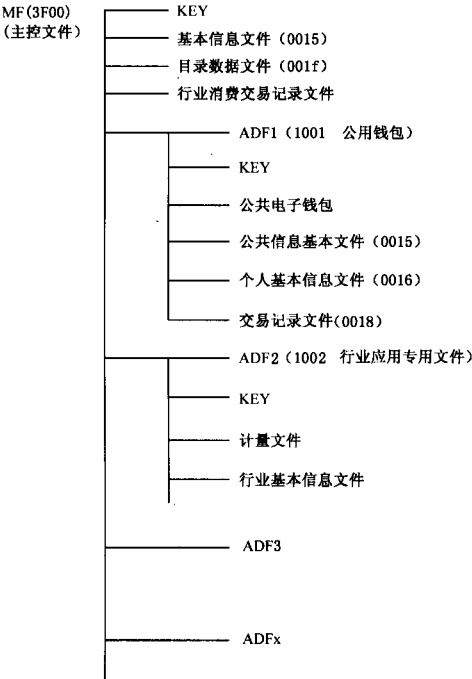 MF(3F00)
(主控文件)
KEY
基本信息文件(0015)
目录数据文件(001f)
行业消费交易记录文件
ADF1(1001 公用钱包)
KEY
公共电子钱包
公共信息基本文件(0015)
个人基本信息文件(0016)
交易记录文件(0018)
ADF2(1002 行业应用专用文件)
KEY
计量文件
行业基本信息文件
ADF3
ADFx